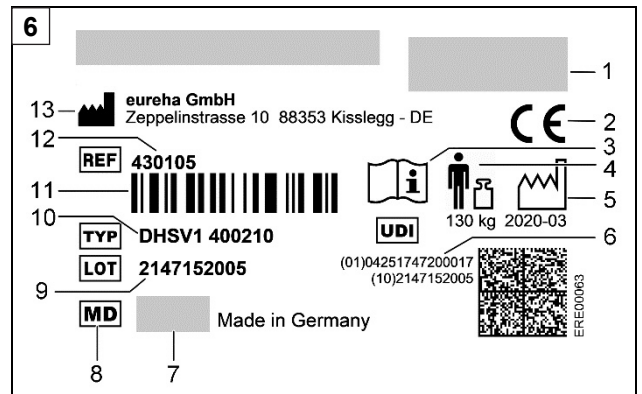 6
1
13
eureha GmbH
Zeppelinstrasse 10 88353 Kisslegg - DE
CE
2
12
3
REF 430105
4
11
130 kg 2020-03
5
UDI
6
10
TYP DHSV1 400210
(01)04251747200017
(10)2147152005
LOT 2147152005
9
ERE00063
MD
Made in Germany
8
7